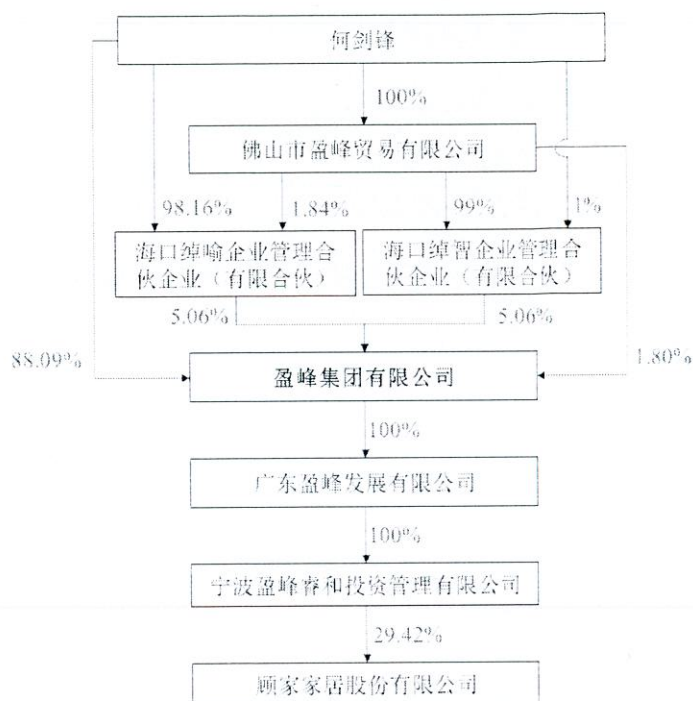 何剑锋
100%
佛山市盈峰贸易有限公司
98.16%
1.84%
99%
1%
海口绰喻企业管理合
伙企业（有限合伙）
海口绰智企业管理合
伙企业（有限合伙）
5.06%
5.06%
88.09%
1.80%
盈峰集团有限公司
100%
广东盈峰发展有限公司
100%
宁波盈峰睿和投资管理有限公司
29.42%
顾家家居股份有限公司